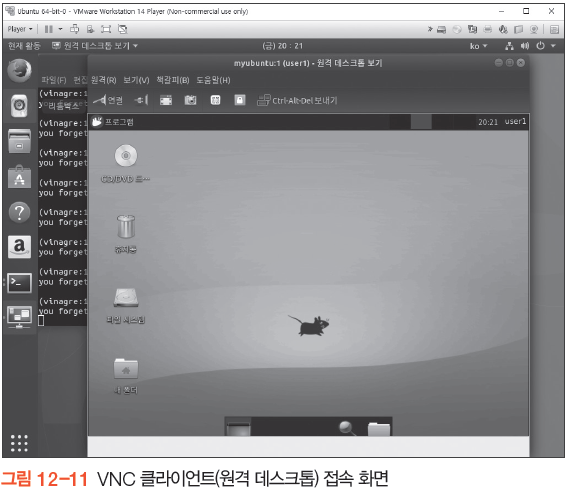 Ubuntu 64-bit-0 - VMware Workstation 14 Player (Non-commercial use only)
Player
현재 활동 원격 데스크톱 보기 (금) 20 : 21 ko
myubuntu:1 (user1) - 원격 데스크톱 보기
파일(F) 편집 원격(R) 보기(V) 책갈피(B) 도움말(H)
(vinagre:1
연결 Ctrl-Alt-Del 보내기
(vinagre:1
you forget
프로그램 20:21 user1
(vinagre:1
you forget
CD/DVD 드…
(vinagre:1
you forget
(vinagre:1
you forget
휴지통
(vinagre:1
you forget
(vinagre:1
you forget
파일 시스템
(vinagre:1
you forget
내 폴더
그림 12-11 VNC 클라이언트(원격 데스크톱) 접속 화면